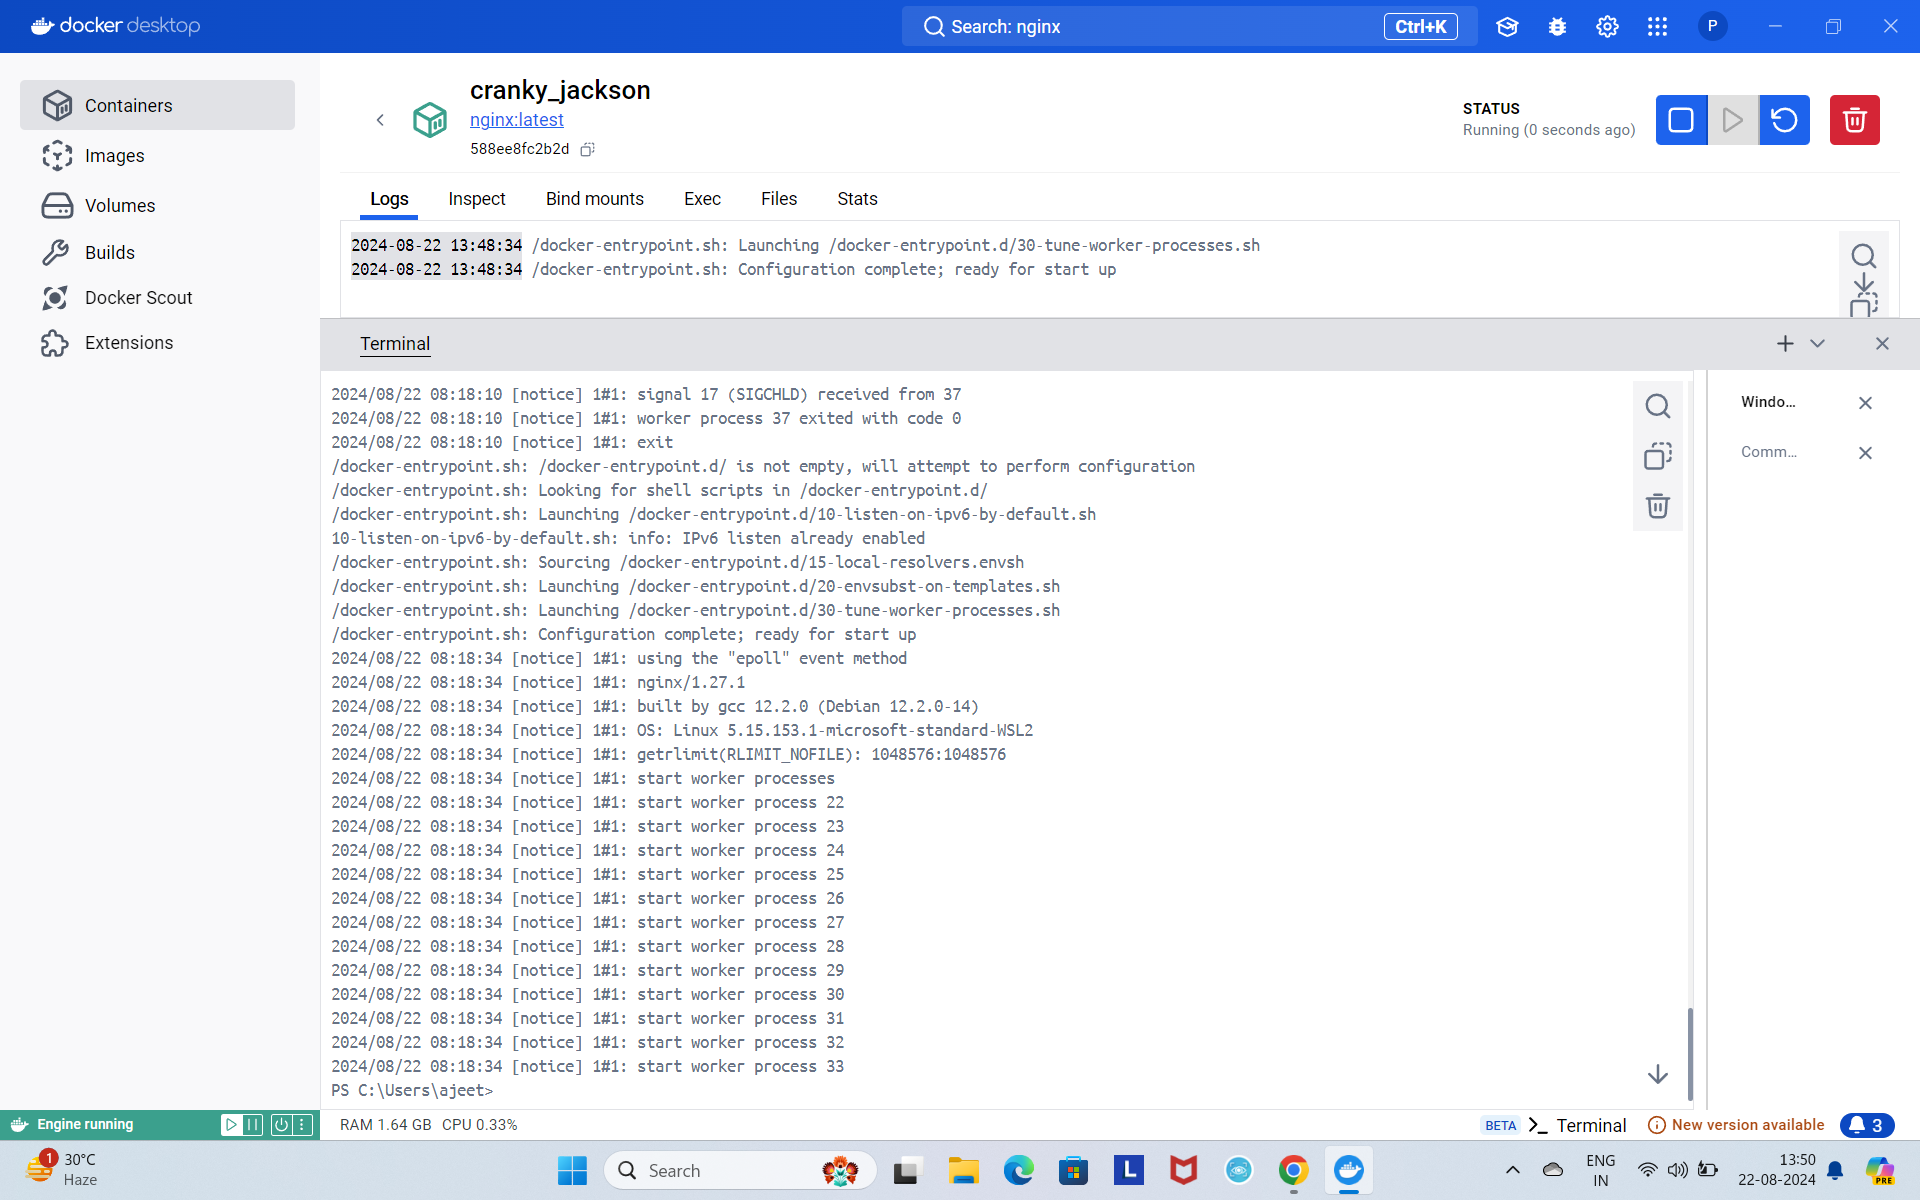 docker desktop
Search: nginx
Ctrl+K
P
Containers
Images
Volumes
Builds
Docker Scout
Extensions
cranky_jackson
nginx:latest
588ee8fc2b2d
STATUS
Running (0 seconds ago)
Logs Inspect Bind mounts Exec Files Stats
2024-08-22 13:48:34 /docker-entrypoint.sh: Launching /docker-entrypoint.d/30-tune-worker-processes.sh
2024-08-22 13:48:34 /docker-entrypoint.sh: Configuration complete; ready for start up
Terminal
2024/08/22 08:18:10 [notice] 1#1: signal 17 (SIGCHLD) received from 37
2024/08/22 08:18:10 [notice] 1#1: worker process 37 exited with code 0
2024/08/22 08:18:10 [notice] 1#1: exit
/docker-entrypoint.sh: /docker-entrypoint.d/ is not empty, will attempt to perform configuration
/docker-entrypoint.sh: Looking for shell scripts in /docker-entrypoint.d/
/docker-entrypoint.sh: Launching /docker-entrypoint.d/10-listen-on-ipv6-by-default.sh
10-listen-on-ipv6-by-default.sh: info: IPv6 listen already enabled
/docker-entrypoint.sh: Sourcing /docker-entrypoint.d/15-local-resolvers.envsh
/docker-entrypoint.sh: Launching /docker-entrypoint.d/20-envsubst-on-templates.sh
/docker-entrypoint.sh: Launching /docker-entrypoint.d/30-tune-worker-processes.sh
/docker-entrypoint.sh: Configuration complete; ready for start up
2024/08/22 08:18:34 [notice] 1#1: using the "epoll" event method
2024/08/22 08:18:34 [notice] 1#1: nginx/1.27.1
2024/08/22 08:18:34 [notice] 1#1: built by gcc 12.2.0 (Debian 12.2.0-14)
2024/08/22 08:18:34 [notice] 1#1: OS: Linux 5.15.153.1-microsoft-standard-WSL2
2024/08/22 08:18:34 [notice] 1#1: getrlimit(RLIMIT_NOFILE): 1048576:1048576
2024/08/22 08:18:34 [notice] 1#1: start worker processes
2024/08/22 08:18:34 [notice] 1#1: start worker process 22
2024/08/22 08:18:34 [notice] 1#1: start worker process 23
2024/08/22 08:18:34 [notice] 1#1: start worker process 24
2024/08/22 08:18:34 [notice] 1#1: start worker process 25
2024/08/22 08:18:34 [notice] 1#1: start worker process 26
2024/08/22 08:18:34 [notice] 1#1: start worker process 27
2024/08/22 08:18:34 [notice] 1#1: start worker process 28
2024/08/22 08:18:34 [notice] 1#1: start worker process 29
2024/08/22 08:18:34 [notice] 1#1: start worker process 30
2024/08/22 08:18:34 [notice] 1#1: start worker process 31
2024/08/22 08:18:34 [notice] 1#1: start worker process 32
2024/08/22 08:18:34 [notice] 1#1: start worker process 33
PS C:\Users\ajeet>
Windo...
Comm...
Engine running
RAM 1.64 GB CPU 0.33%
BETA
Terminal
New version available
3
1
30°C
Haze
Search
L
ENG
IN
13:50
22-08-2024
PRE